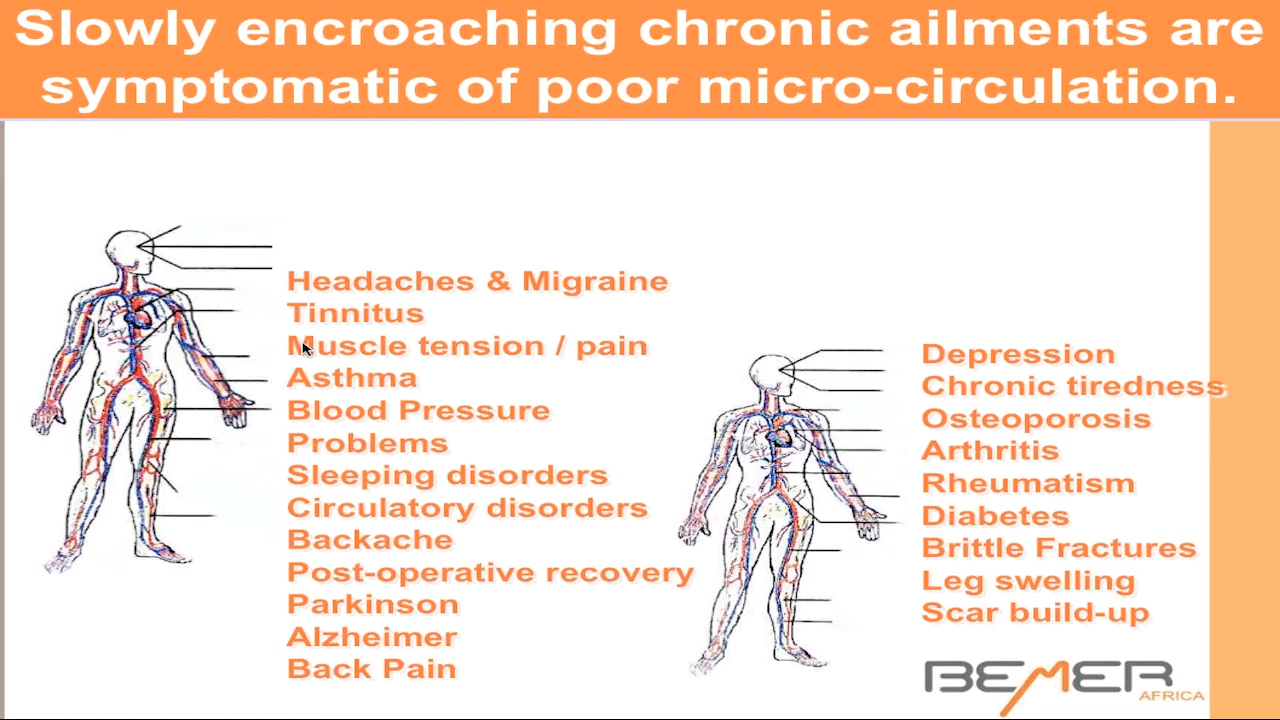 Slowly encroaching chronic ailments are
symptomatic of poor micro-circulation.
Headaches & Migraine
Tinnitus
Muscle tension / pain
Asthma
Blood Pressure
Problems
Sleeping disorders
Circulatory disorders
Backache
Post-operative recovery
Parkinson
Alzheimer
Back Pain
Depression
Chronic tiredness
Osteoporosis
Arthritis
Rheumatism
Diabetes
Brittle Fractures
Leg swelling
Scar build-up
BEMER
AFRICA